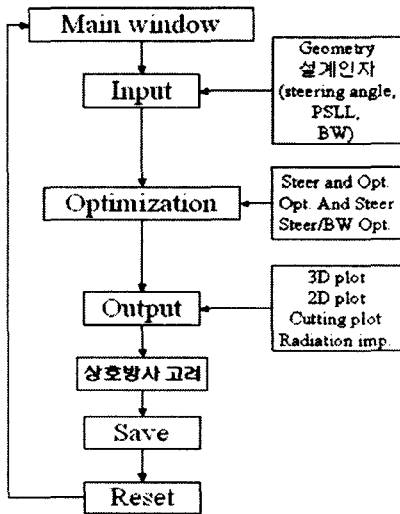 Main window
Input
Geometry
설계인자
(steering angle,
PSLL,
BW)
Optimization
Steer and Opt.
Opt. And Steer
Steer/BW Opt.
Output
3D plot
2D plot
Cutting plot
Radiation imp.
상호방사 고려
Save
Reset